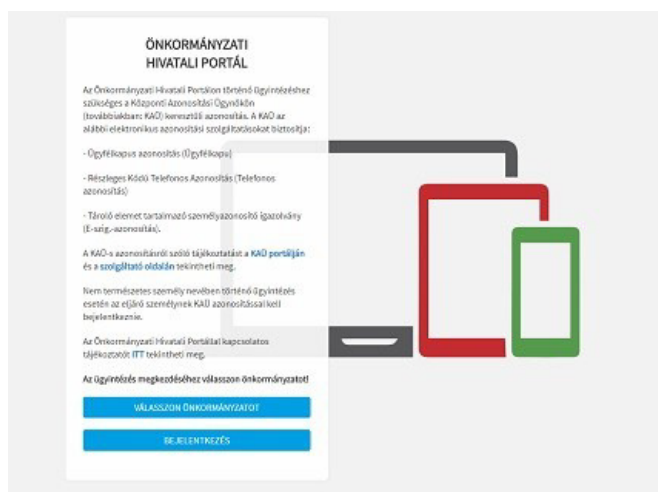 ÖNKORMÁNYZATI
HIVATALI PORTÁL
Az Önkormányzati Hivatali Portálon történő ügyintézéshez
szükséges a Központi Azonosítási Ügynökön
(továbbiakban: KAÜ) keresztüli azonosítás. A KAÜ az
alábbi elektronikus azonosítási szolgáltatásokat biztosítja:
- Ügyfélkapus azonosítás (Ügyfélkapu)
- Részleges Kódú Telefonos Azonosítás (Telefonos
azonosítás)
- Tároló elemet tartalmazó személyazonosító igazolvány
(E-szig.-azonosítás).
A KAÜ-s azonosításról szóló tájékoztatást a KAÜ portálján
és a szolgáltató oldalán tekintheti meg.
Nem természetes személy nevében történő ügyintézés
esetén az eljáró személynek KAÜ azonosítással kell
bejelentkeznie.
Az Önkormányzati Hivatali Portállal kapcsolatos
tájékoztatót ITT tekintheti meg.
Az ügyintézés megkezdéséhez válasszon önkormányzatot!
VÁLASSZON ÖNKORMÁNYZATOT
BEJELENTKEZÉS